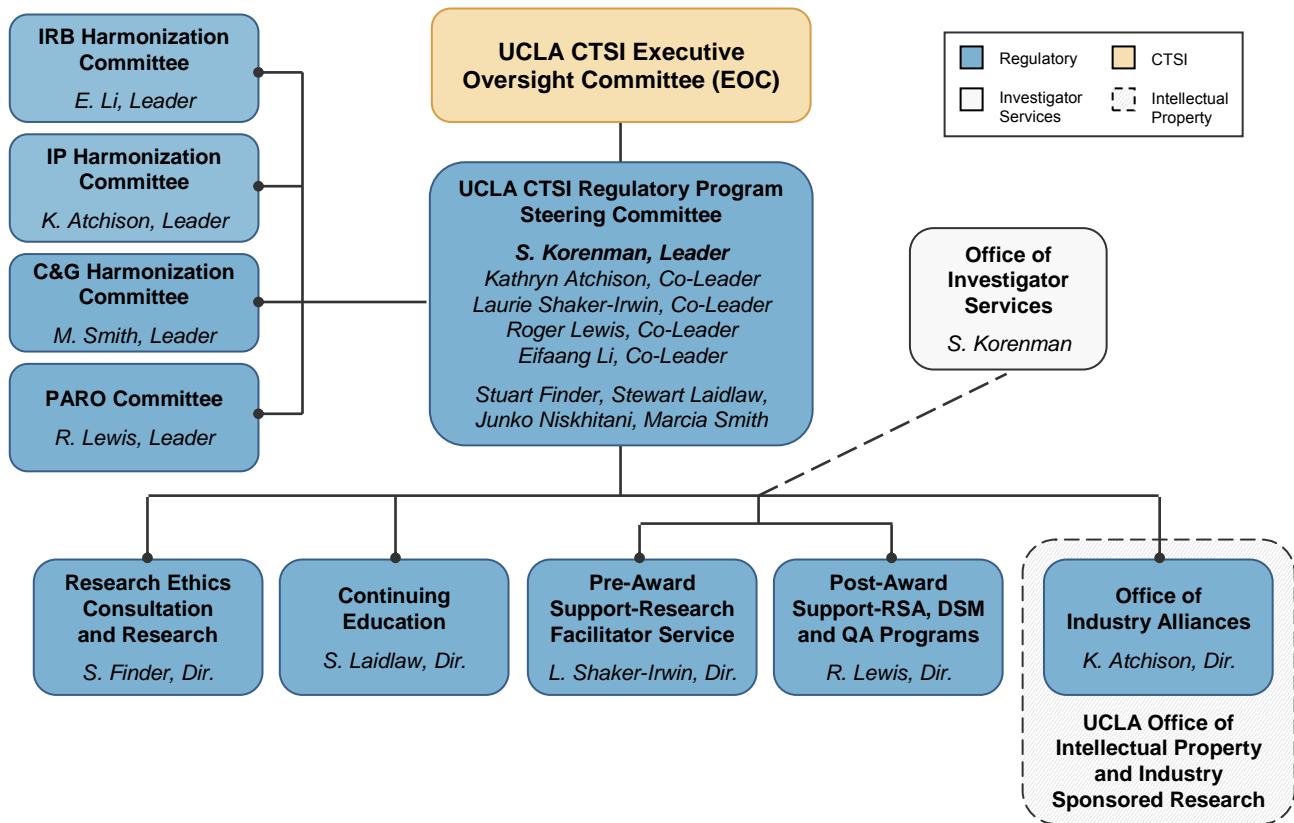 IRB Harmonization
Committee
E. Li, Leader
IP Harmonization
Committee
K. Atchison, Leader
C&G Harmonization
Committee
M. Smith, Leader
PARO Committee
R. Lewis, Leader
UCLA CTSI Executive
Oversight Committee (EOC)
UCLA CTSI Regulatory Program
Steering Committee
S. Korenman, Leader
Kathryn Atchison, Co-Leader
Laurie Shaker-Irwin, Co-Leader
Roger Lewis, Co-Leader
Eifaang Li, Co-Leader
Stuart Finder, Stewart Laidlaw,
Junko Niskhitani, Marcia Smith
Regulatory
CTSI
Investigator
Services
Intellectual
Property
Office of
Investigator
Services
S. Korenman
Research Ethics
Consultation
and Research
S. Finder, Dir.
Continuing
Education
S. Laidlaw, Dir.
Pre-Award
Support-Research
Facilitator Service
L. Shaker-Irwin, Dir.
Post-Award
Support-RSA, DSM
and QA Programs
R. Lewis, Dir.
Office of
Industry Alliances
K. Atchison, Dir.
UCLA Office of
Intellectual Property
and Industry
Sponsored Research